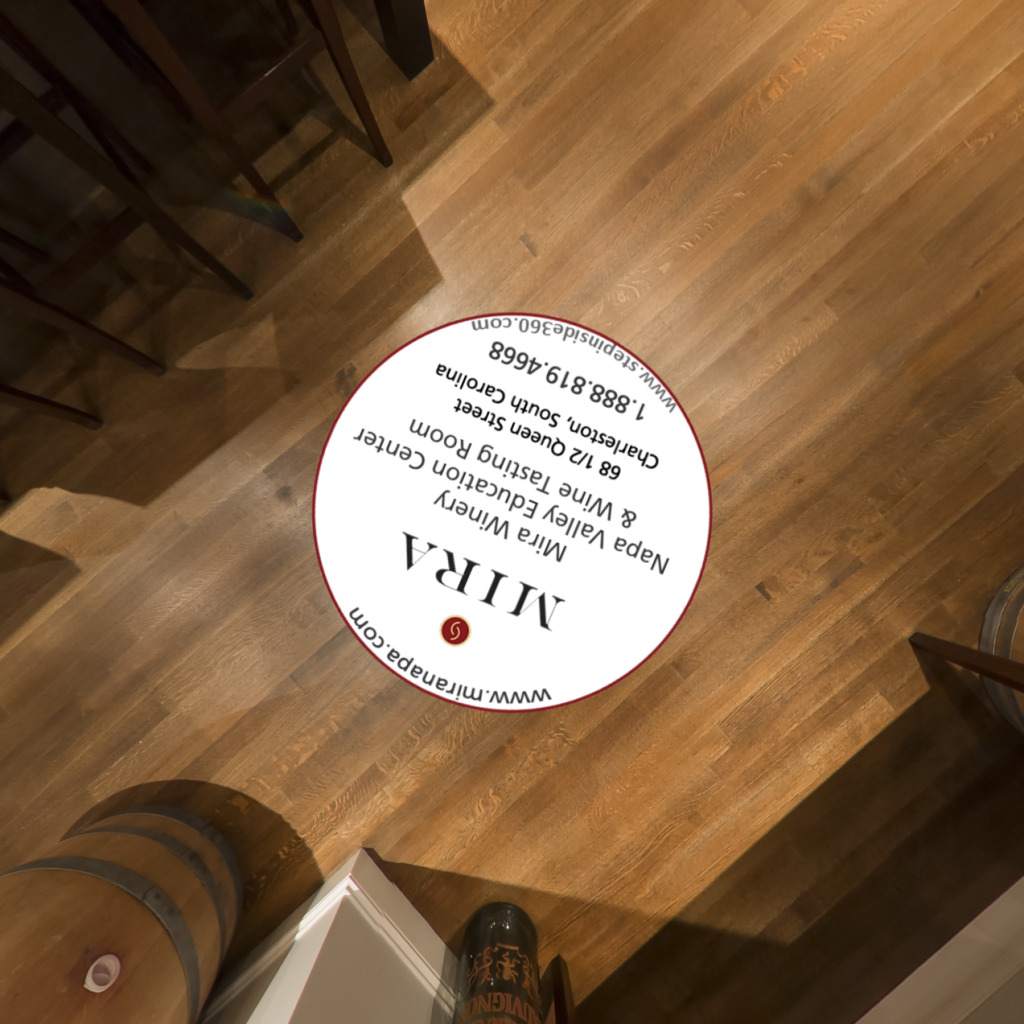 www.miranapa.com
MIRA
Mira Winery
Napa Valley Education Center
& Wine Tasting Room
68 1/2 Queen Street
Charleston, South Carolina
1.888.819.4668
www.stepinside360.com